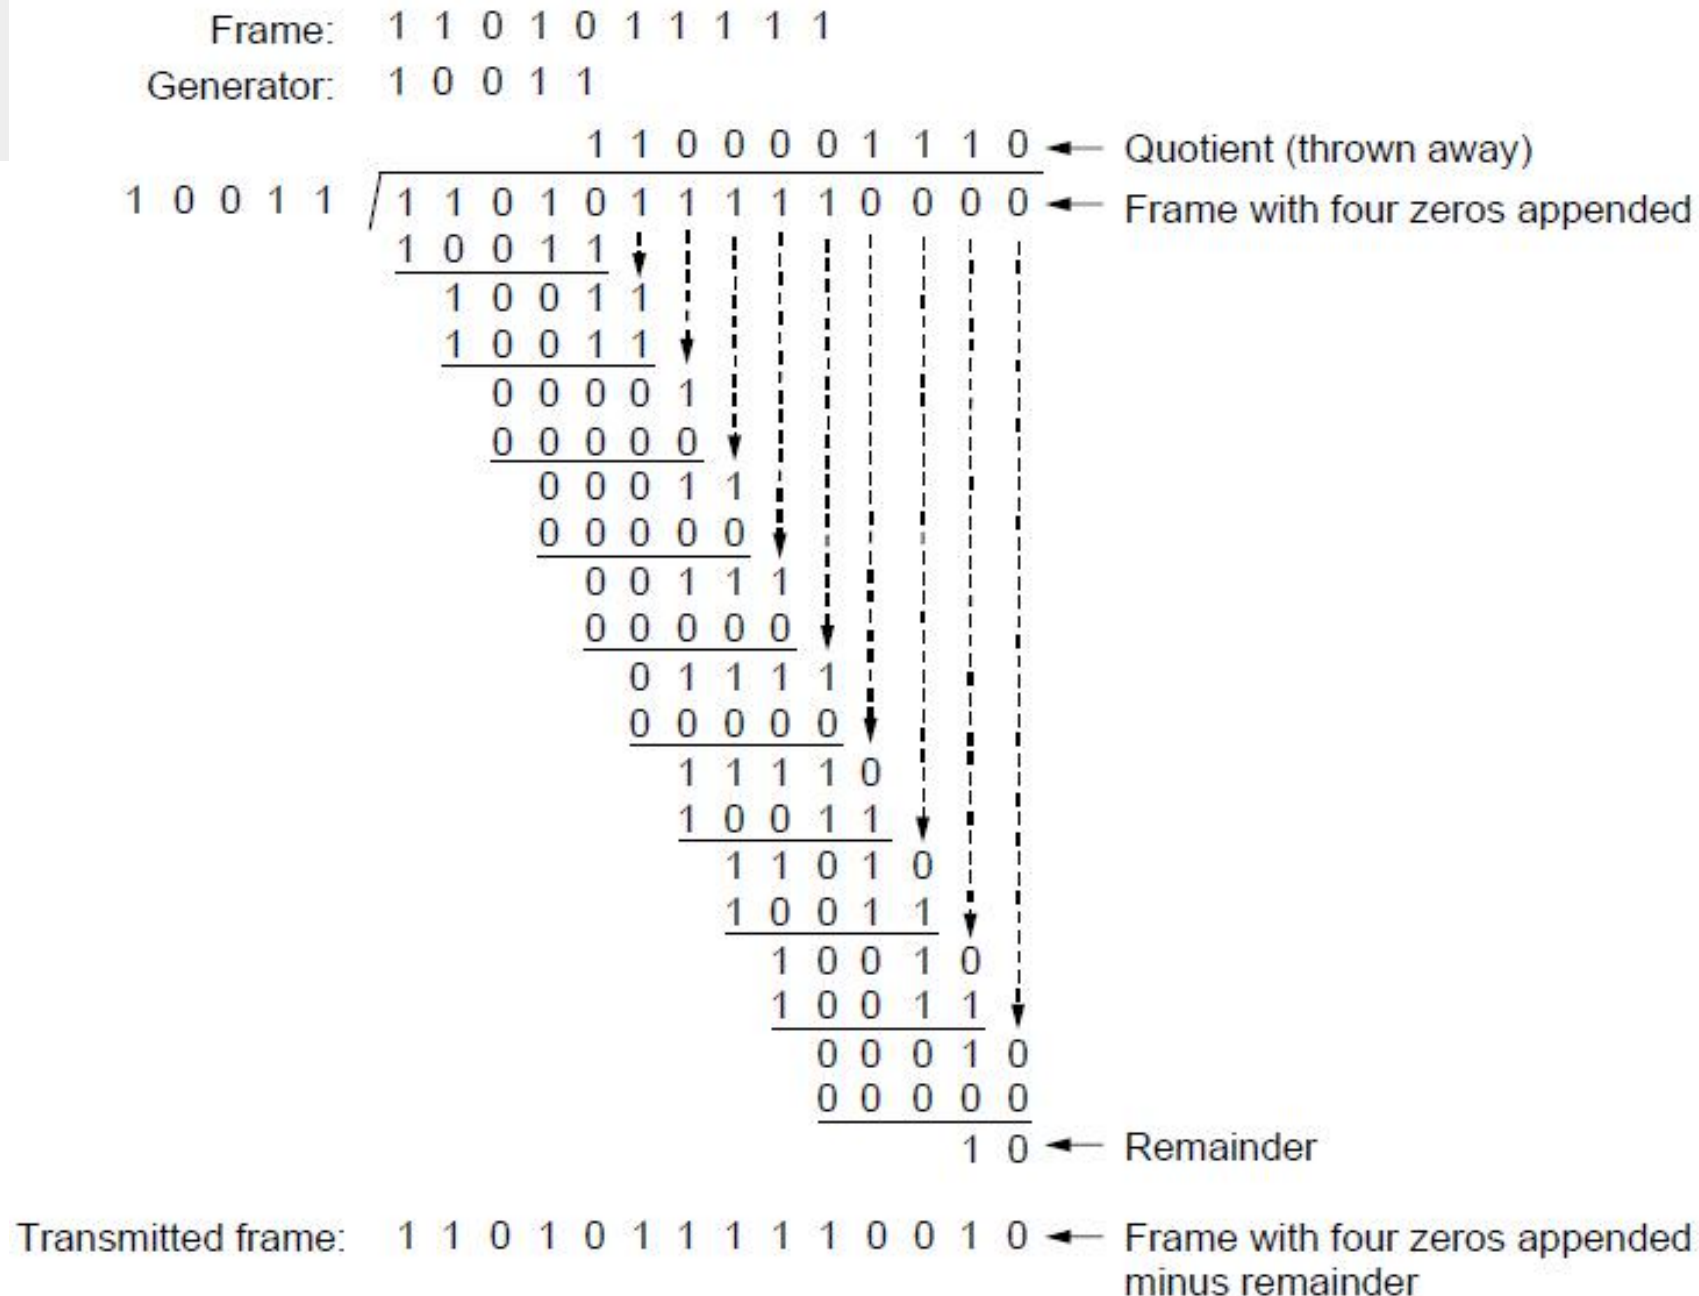 Frame: 1 1 0 1 0 1 1 1 1 1
Generator: 1 0 0 1 1
1 1 0 0 0 0 1 1 1 0 Quotient (thrown away)
1 0 0 1 1 1 1 0 1 0 1 1 1 1 1 0 0 0 0 Frame with four zeros appended
1 0 0 1 1
1 0 0 1 1
1 0 0 1 1
0 0 0 0 1
0 0 0 0 0
0 0 0 1 1
0 0 0 0 0
0 0 1 1 1
0 0 0 0 0
0 1 1 1 1
0 0 0 0 0
1 1 1 1 0
1 0 0 1 1
1 1 0 1 0
1 0 0 1 1
1 0 0 1 0
1 0 0 1 1
0 0 0 1 0
0 0 0 0 0
1 0 Remainder
Transmitted frame: 1 1 0 1 0 1 1 1 1 1 0 0 1 0 Frame with four zeros appended
minus remainder